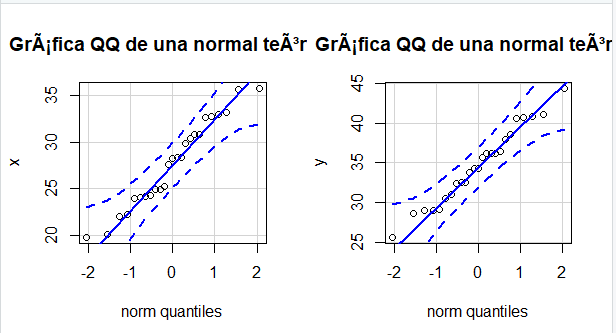 GrÃ¡fica QQ de una normal teÃ³r
GrÃ¡fica QQ de una normal teÃ³r
x
35
30
25
20
-2 -1 0 1 2
norm quantiles
y
45
40
35
30
25
-2 -1 0 1 2
norm quantiles